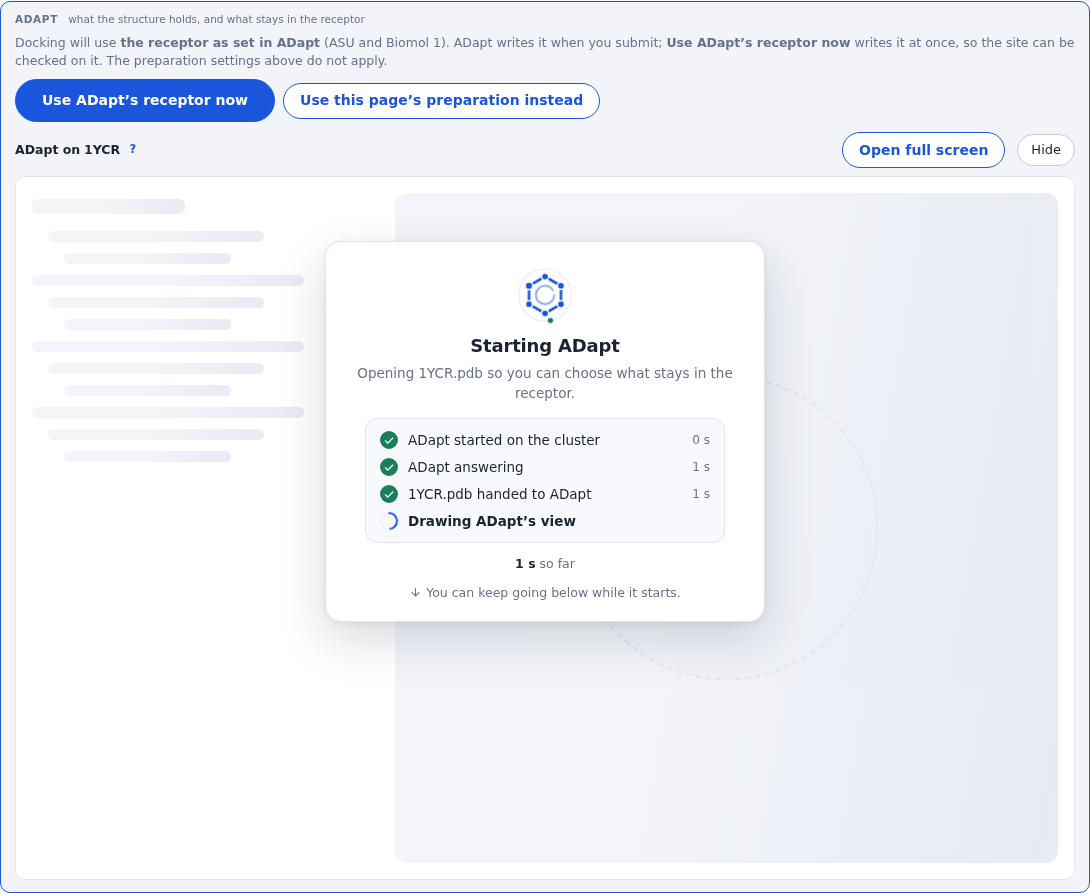 ADAPT what the structure holds, and what stays in the receptor
Docking will use the receptor as set in ADapt (ASU and Biomol 1). ADapt writes it when you submit; Use ADapt’s receptor now writes it at once, so the site can be
checked on it. The preparation settings above do not apply.
Use ADapt’s receptor now
Use this page’s preparation instead
ADapt on 1YCR ?
Open full screen
Hide
Starting ADapt
Opening 1YCR.pdb so you can choose what stays in the
receptor.
ADapt started on the cluster 0 s
ADapt answering 1 s
1YCR.pdb handed to ADapt 1 s
Drawing ADapt’s view
1 s so far
↓ You can keep going below while it starts.